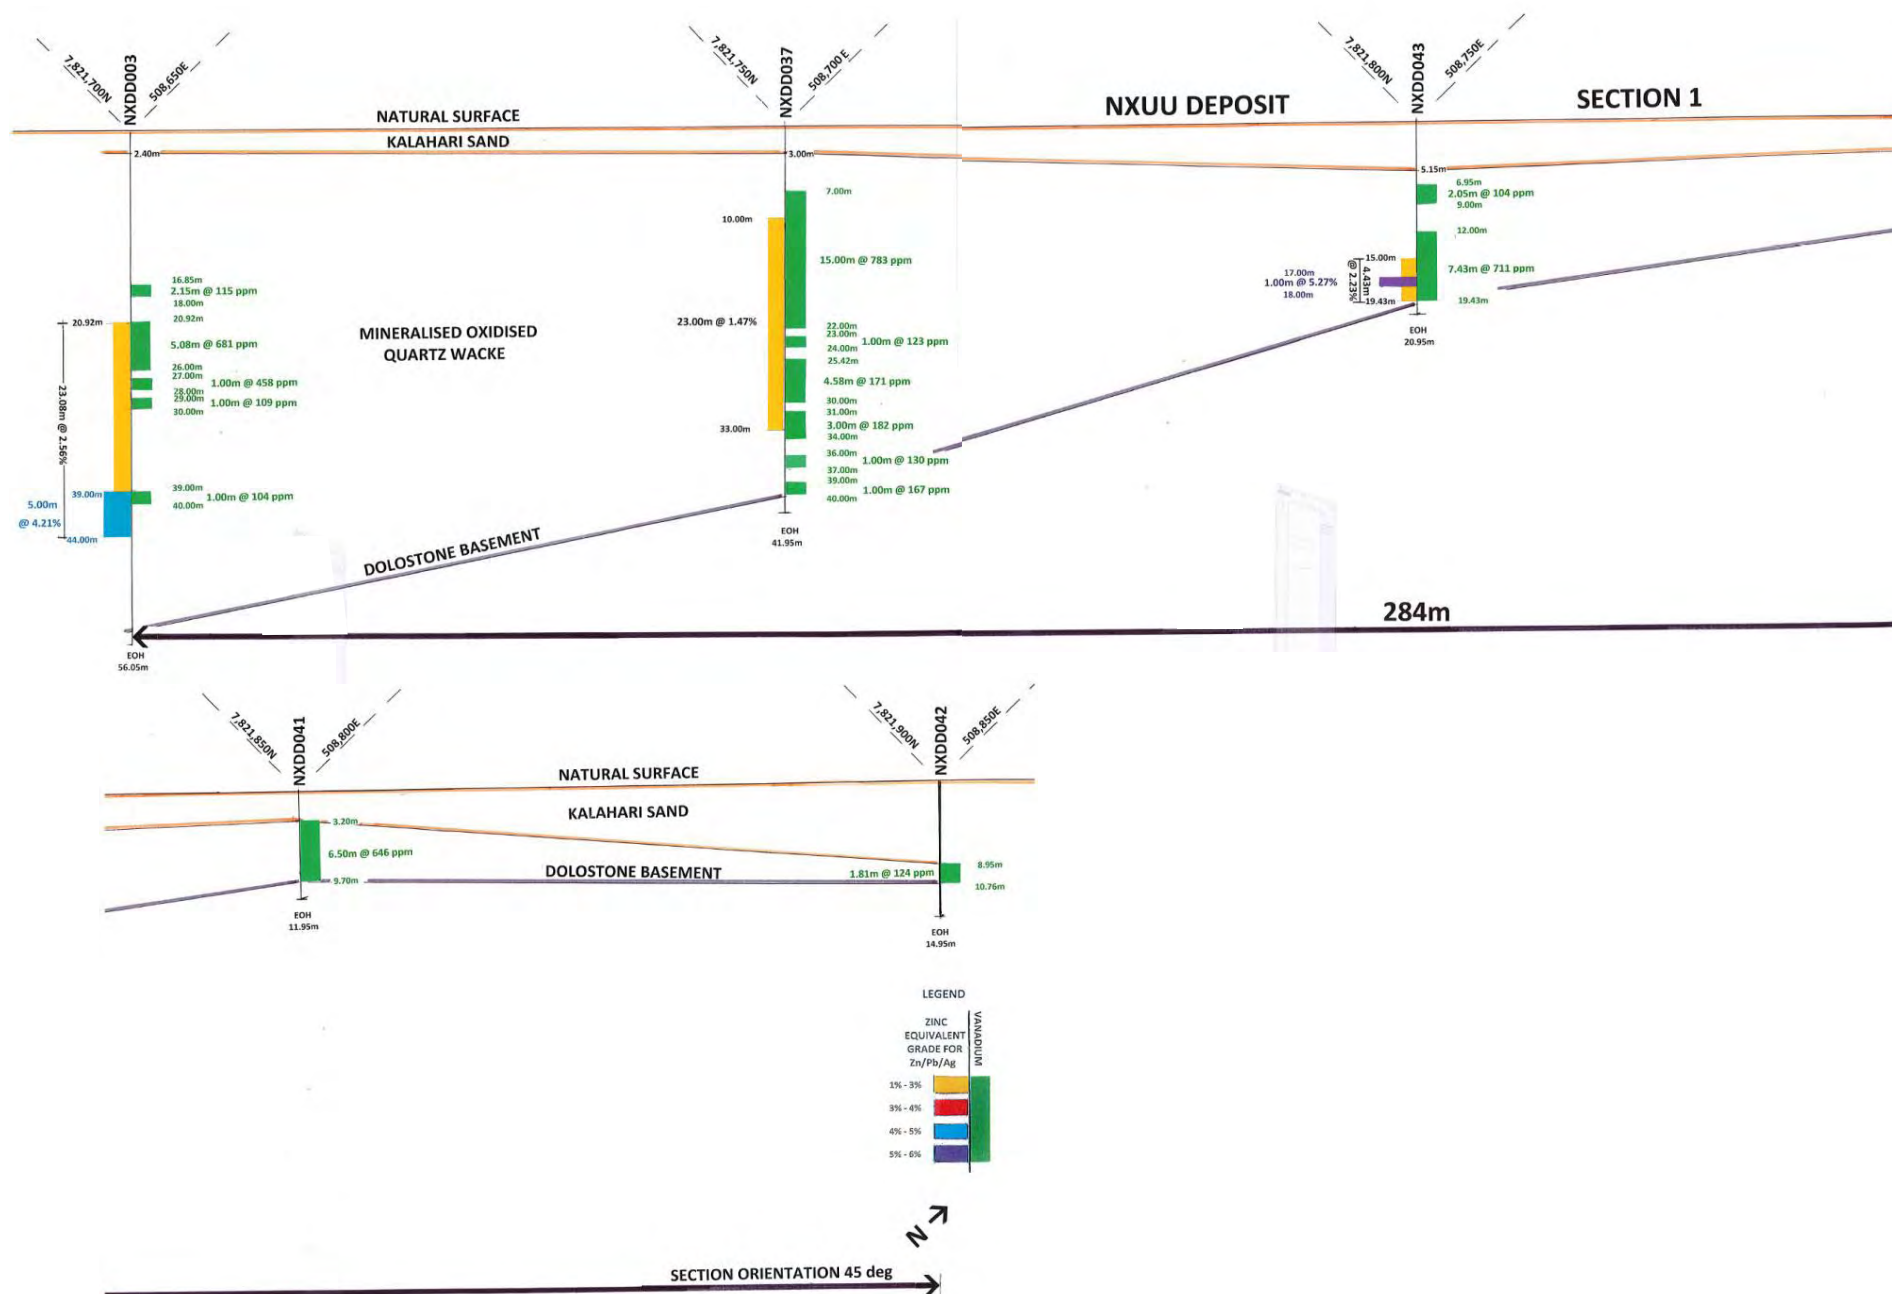 7,821,700N
NXDD003
508,650E
7,821,750N
NXDD037
508,700 E
7,821,800N
NXDD043
508,750E
NATURAL SURFACE
NXUU DEPOSIT
SECTION 1
KALAHARI SAND
2.40m
3.00m
5.15m
16.85m
2.15m @ 115 ppm
18.00m
20.92m
20.92m
5.08m @ 681 ppm
26.00m
27.00m
1.00m @ 458 ppm
28.00m
29.00m
1.00m @ 109 ppm
30.00m
23.08m @ 2.56%
39.00m
39.00m
1.00m @ 104 ppm
40.00m
5.00m
@ 4.21%
44.00m
EOH
56.05m
MINERALISED OXIDISED
QUARTZ WACKE
DOLOSTONE BASEMENT
7.00m
10.00m
15.00m @ 783 ppm
23.00m @ 1.47%
22.00m
23.00m
1.00m @ 123 ppm
24.00m
25.42m
4.58m @ 171 ppm
30.00m
31.00m
3.00m @ 182 ppm
33.00m
34.00m
36.00m
1.00m @ 130 ppm
37.00m
39.00m
1.00m @ 167 ppm
40.00m
EOH
41.95m
6.95m
2.05m @ 104 ppm
9.00m
12.00m
15.00m
17.00m
1.00m @ 5.27%
18.00m
4.43m
@ 2.23%
7.43m @ 711 ppm
19.43m
19.43m
EOH
20.95m
284m
7,821,850N
NXDD041
508,800E
7,821,900N
NXDD042
508,850E
NATURAL SURFACE
KALAHARI SAND
3.20m
6.50m @ 646 ppm
9.70m
DOLOSTONE BASEMENT
8.95m
1.81m @ 124 ppm
10.76m
EOH
11.95m
EOH
14.95m
LEGEND
ZINC
EQUIVALENT
GRADE FOR
Zn/Pb/Ag
VANADIUM
1% - 3%
3% - 4%
4% - 5%
5% - 6%
N
SECTION ORIENTATION 45 deg